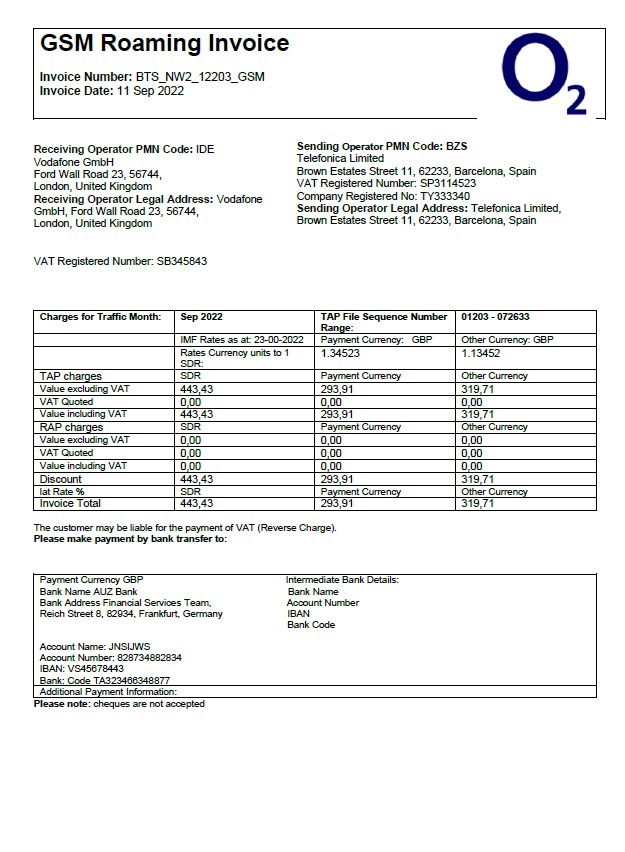 GSM Roaming Invoice
Invoice Number: BTS_NW2_12203_GSM
Invoice Date: 11 Sep 2022
O2
Receiving Operator PMN Code: IDE
Vodafone GmbH
Ford Wall Road 23, 56744,
London, United Kingdom
Receiving Operator Legal Address: Vodafone
GmbH, Ford Wall Road 23, 56744,
London, United Kingdom
VAT Registered Number: SB345843
Sending Operator PMN Code: BZS
Telefonica Limited
Brown Estates Street 11, 62233, Barcelona, Spain
VAT Registered Number: SP3114523
Company Registered No: TY333340
Sending Operator Legal Address: Telefonica Limited,
Brown Estates Street 11, 62233, Barcelona, Spain
Charges for Traffic Month: Sep 2022 TAP File Sequence Number Range: 01203 - 072633
IMF Rates as at: 23-00-2022 Payment Currency: GBP Other Currency: GBP
Rates Currency units to 1 SDR: 1.34523 1.13452
TAP charges SDR Payment Currency Other Currency
Value excluding VAT 443,43 293,91 319,71
VAT Quoted 0,00 0,00 0,00
Value including VAT 443,43 293,91 319,71
RAP charges SDR Payment Currency Other Currency
Value excluding VAT 0,00 0,00 0,00
VAT Quoted 0,00 0,00 0,00
Value including VAT 0,00 0,00 0,00
Discount 443,43 293,91 319,71
Iat Rate % SDR Payment Currency Other Currency
Invoice Total 443,43 293,91 319,71
The customer may be liable for the payment of VAT (Reverse Charge).
Please make payment by bank transfer to:
Payment Currency GBP
Bank Name AUZ Bank
Bank Address Financial Services Team,
Reich Street 8, 82934, Frankfurt, Germany
Intermediate Bank Details:
Bank Name
Account Number
IBAN
Bank Code
Account Name: JNSIJWS
Account Number: 828734882834
IBAN: VS45678443
Bank: Code TA323466348877
Additional Payment Information:
Please note: cheques are not accepted